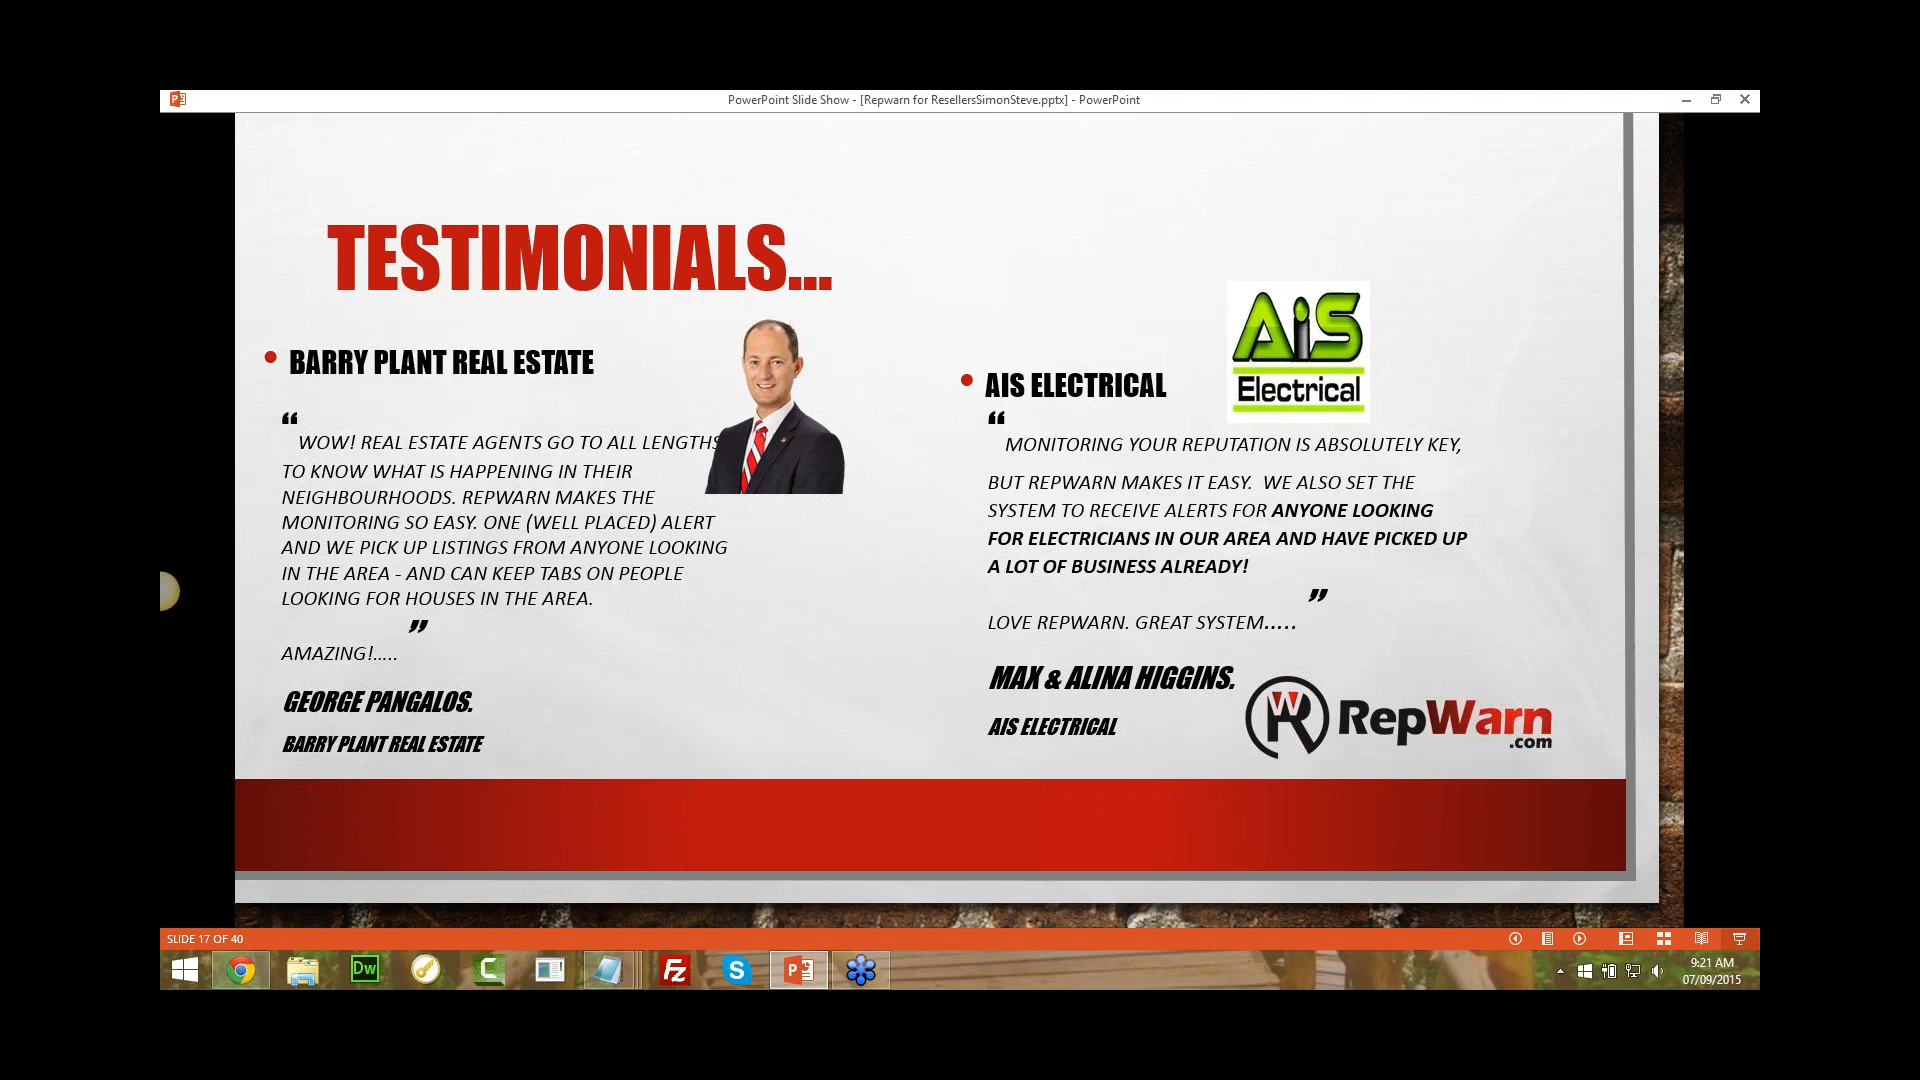 PowerPoint Slide Show - [Repwarn for ResellersSimonSteve.pptx] - PowerPoint
TESTIMONIALS...
• BARRY PLANT REAL ESTATE
“
WOW! REAL ESTATE AGENTS GO TO ALL LENGTHS
TO KNOW WHAT IS HAPPENING IN THEIR
NEIGHBOURHOODS. REPWARN MAKES THE
MONITORING SO EASY. ONE (WELL PLACED) ALERT
AND WE PICK UP LISTINGS FROM ANYONE LOOKING
IN THE AREA - AND CAN KEEP TABS ON PEOPLE
LOOKING FOR HOUSES IN THE AREA.
”
AMAZING!.....
GEORGE PANGALOS.
BARRY PLANT REAL ESTATE
AiS
Electrical
• AIS ELECTRICAL
“
MONITORING YOUR REPUTATION IS ABSOLUTELY KEY,
BUT REPWARN MAKES IT EASY. WE ALSO SET THE
SYSTEM TO RECEIVE ALERTS FOR ANYONE LOOKING
FOR ELECTRICIANS IN OUR AREA AND HAVE PICKED UP
A LOT OF BUSINESS ALREADY!
”
LOVE REPWARN. GREAT SYSTEM.....
MAX & ALINA HIGGINS.
AIS ELECTRICAL
RepWarn
.com
SLIDE 17 OF 40
Dw
9:21 AM
07/09/2015